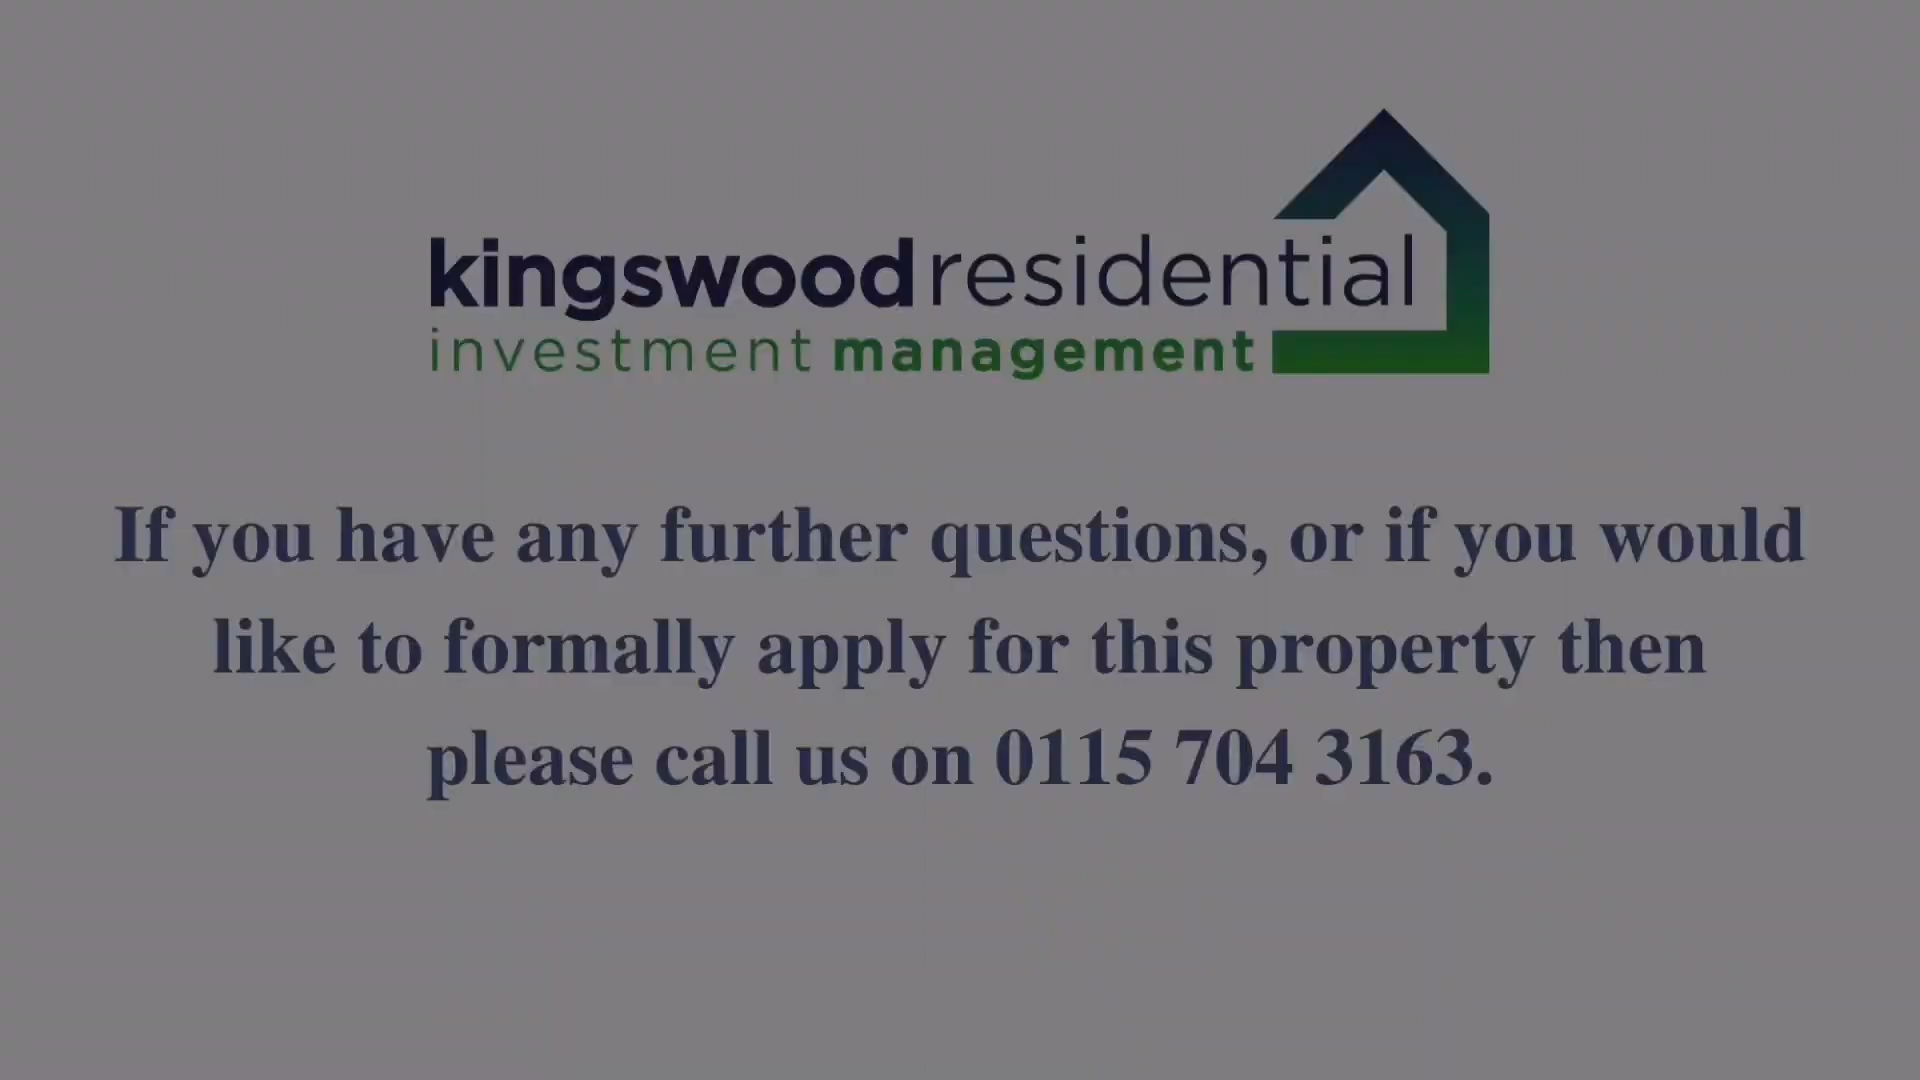 kingswoodresidential
investment management
If you have any further questions, or if you would
like to formally apply for this property then
please call us on 0115 704 3163.